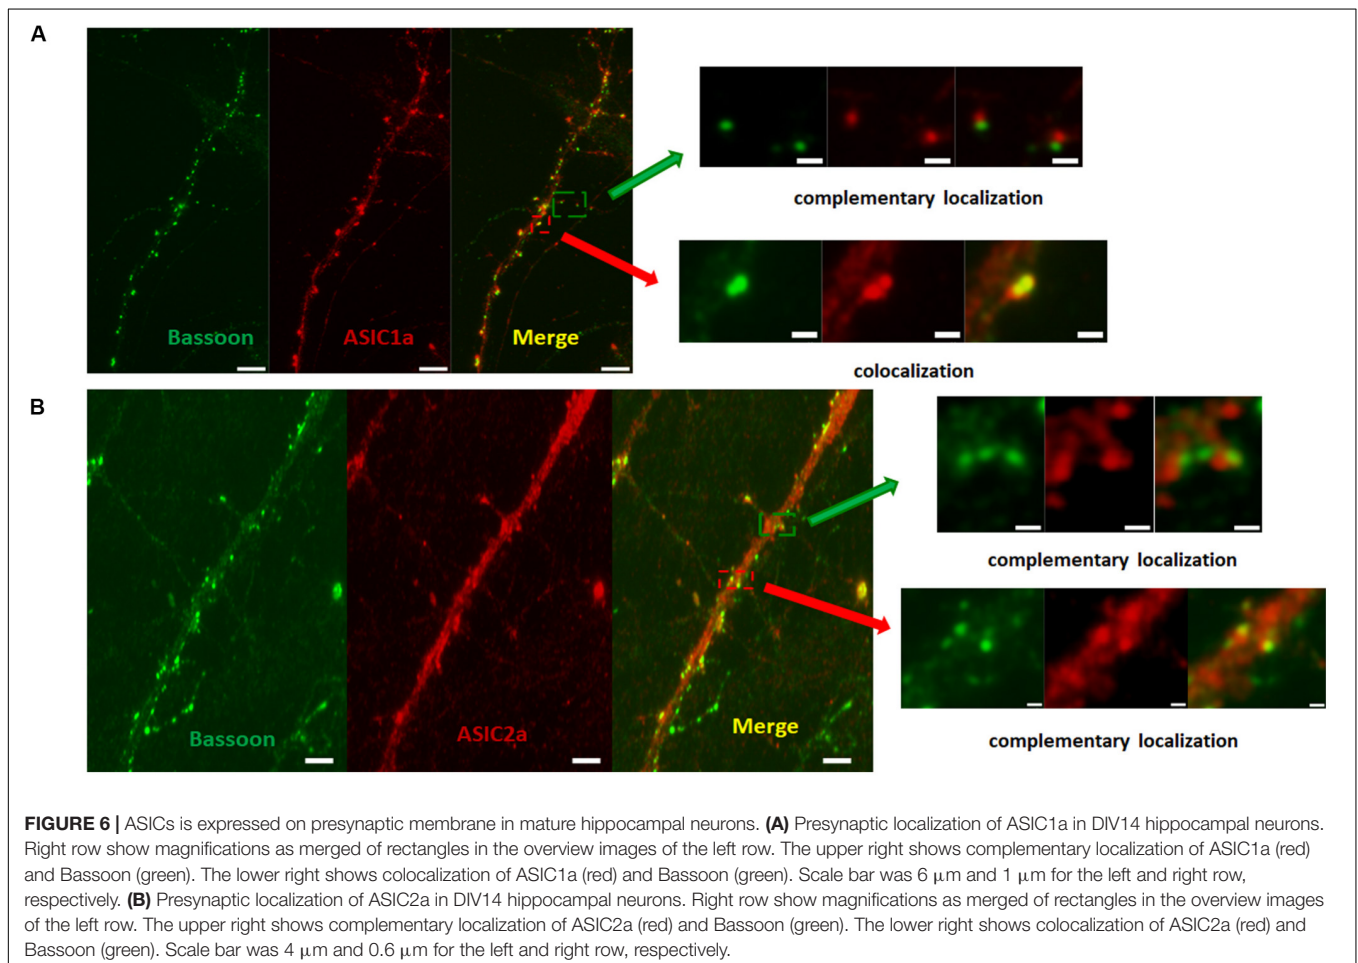 A
Bassoon
ASIC1a
Merge
complementary localization
colocalization
B
Bassoon
ASIC2a
Merge
complementary localization
complementary localization
FIGURE 6 | ASICs is expressed on presynaptic membrane in mature hippocampal neurons. (A) Presynaptic localization of ASIC1a in DIV14 hippocampal neurons.
Right row show magnifications as merged of rectangles in the overview images of the left row. The upper right shows complementary localization of ASIC1a (red)
and Bassoon (green). The lower right shows colocalization of ASIC1a (red) and Bassoon (green). Scale bar was 6 μm and 1 μm for the left and right row,
respectively. (B) Presynaptic localization of ASIC2a in DIV14 hippocampal neurons. Right row show magnifications as merged of rectangles in the overview images
of the left row. The upper right shows complementary localization of ASIC2a (red) and Bassoon (green). The lower right shows colocalization of ASIC2a (red) and
Bassoon (green). Scale bar was 4 μm and 0.6 μm for the left and right row, respectively.